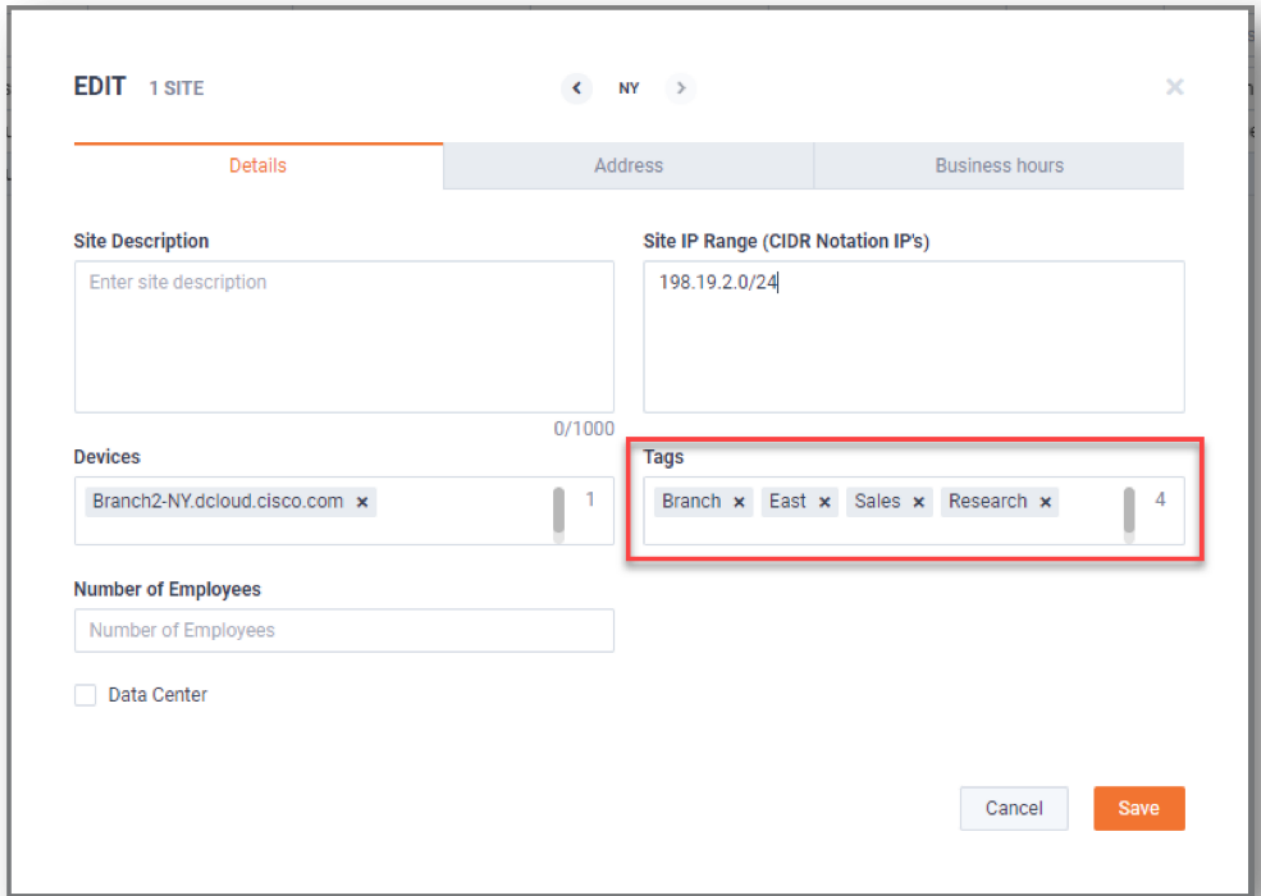 EDIT 1 SITE
NY
Details
Address
Business hours
Site Description
Site IP Range (CIDR Notation IP's)
Enter site description
198.19.2.0/24
0/1000
Devices
Tags
Branch2-NY.dcloud.cisco.com × 1
Branch × East × Sales × Research × 4
Number of Employees
Number of Employees
Data Center
Cancel
Save